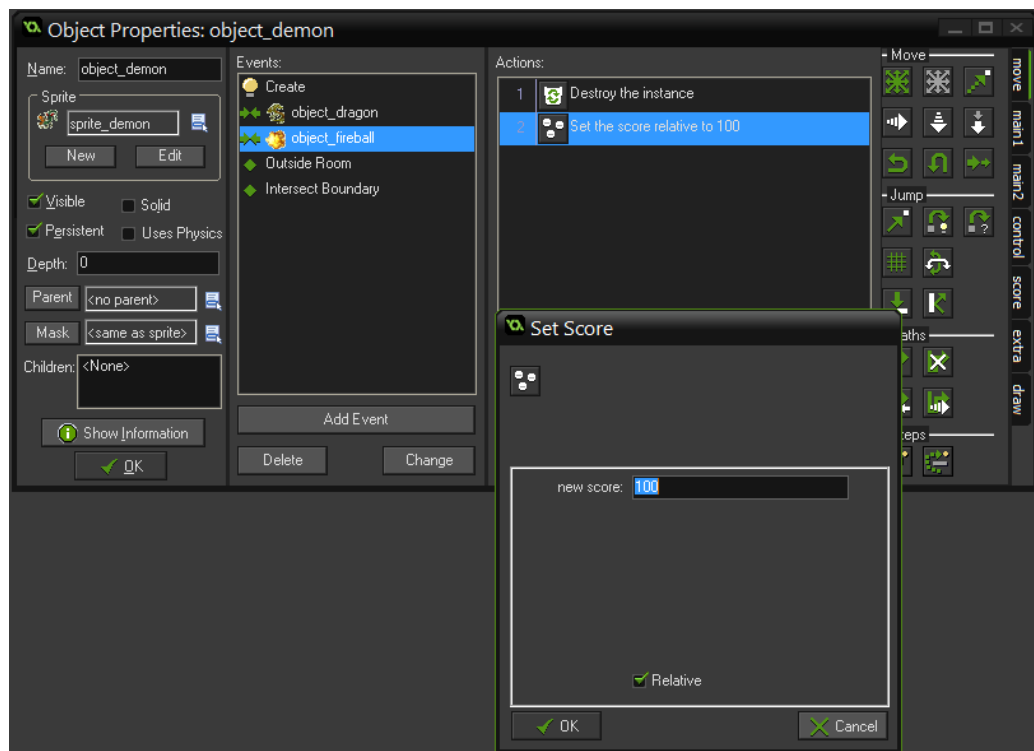 Object Properties: object_demon
Name: object_demon
Sprite
sprite_demon
New Edit
Visible Solid
Persistent Uses Physics
Depth: 0
Parent <no parent>
Mask <same as sprite>
Children: <None>
Show Information
OK
Events:
Create
object_dragon
object_fireball
Outside Room
Intersect Boundary
Add Event
Delete Change
Actions:
1 Destroy the instance
2 Set the score relative to 100
Move
Jump
aths
teps
move
main1
main2
control
score
extra
draw
Set Score
new score: 100
Relative
OK Cancel